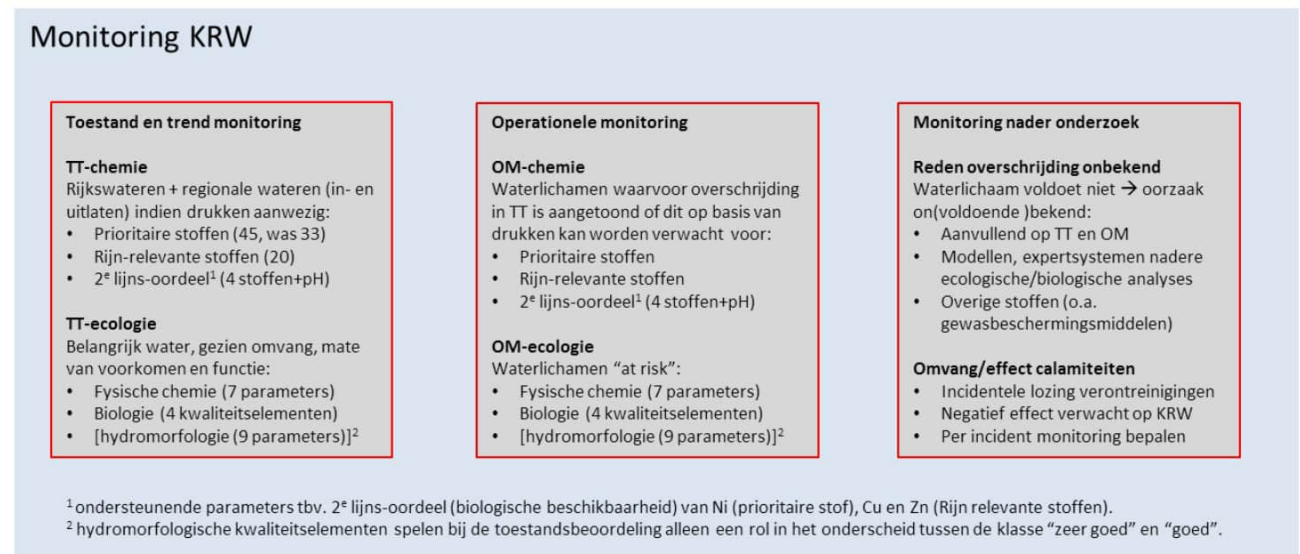 Monitoring KRW
Toestand en trend monitoring
TT-chemie
Rijkswateren + regionale wateren (in- en
uitlaten) indien drukken aanwezig:
• Prioritaire stoffen (45, was 33)
• Rijn-relevante stoffen (20)
• 2ᵉ lijns-oordeel¹ (4 stoffen+pH)
TT-ecologie
Belangrijk water, gezien omvang, mate
van voorkomen en functie:
• Fysische chemie (7 parameters)
• Biologie (4 kwaliteitselementen)
• [hydromorfologie (9 parameters)]²
Operationele monitoring
OM-chemie
Waterlichamen waarvoor overschrijding
in TT is aangetoond of dit op basis van
drukken kan worden verwacht voor:
• Prioritaire stoffen
• Rijn-relevante stoffen
• 2ᵉ lijns-oordeel¹ (4 stoffen+pH)
OM-ecologie
Waterlichamen “at risk”:
• Fysische chemie (7 parameters)
• Biologie (4 kwaliteitselementen)
• [hydromorfologie (9 parameters)]²
Monitoring nader onderzoek
Reden overschrijding onbekend
Waterlichaam voldoet niet → oorzaak
on(voldoende )bekend:
• Aanvullend op TT en OM
• Modellen, expertsystemen nadere
ecologische/biologische analyses
• Overige stoffen (o.a.
gewasbeschermingsmiddelen)
Omvang/effect calamiteiten
• Incidentele lozing verontreinigingen
• Negatief effect verwacht op KRW
• Per incident monitoring bepalen
¹ ondersteunende parameters tbv. 2ᵉ lijns-oordeel (biologische beschikbaarheid) van Ni (prioritaire stof), Cu en Zn (Rijn relevante stoffen).
² hydromorfologische kwaliteitselementen spelen bij de toestandsbeoordeling alleen een rol in het onderscheid tussen de klasse “zeer goed” en “goed”.